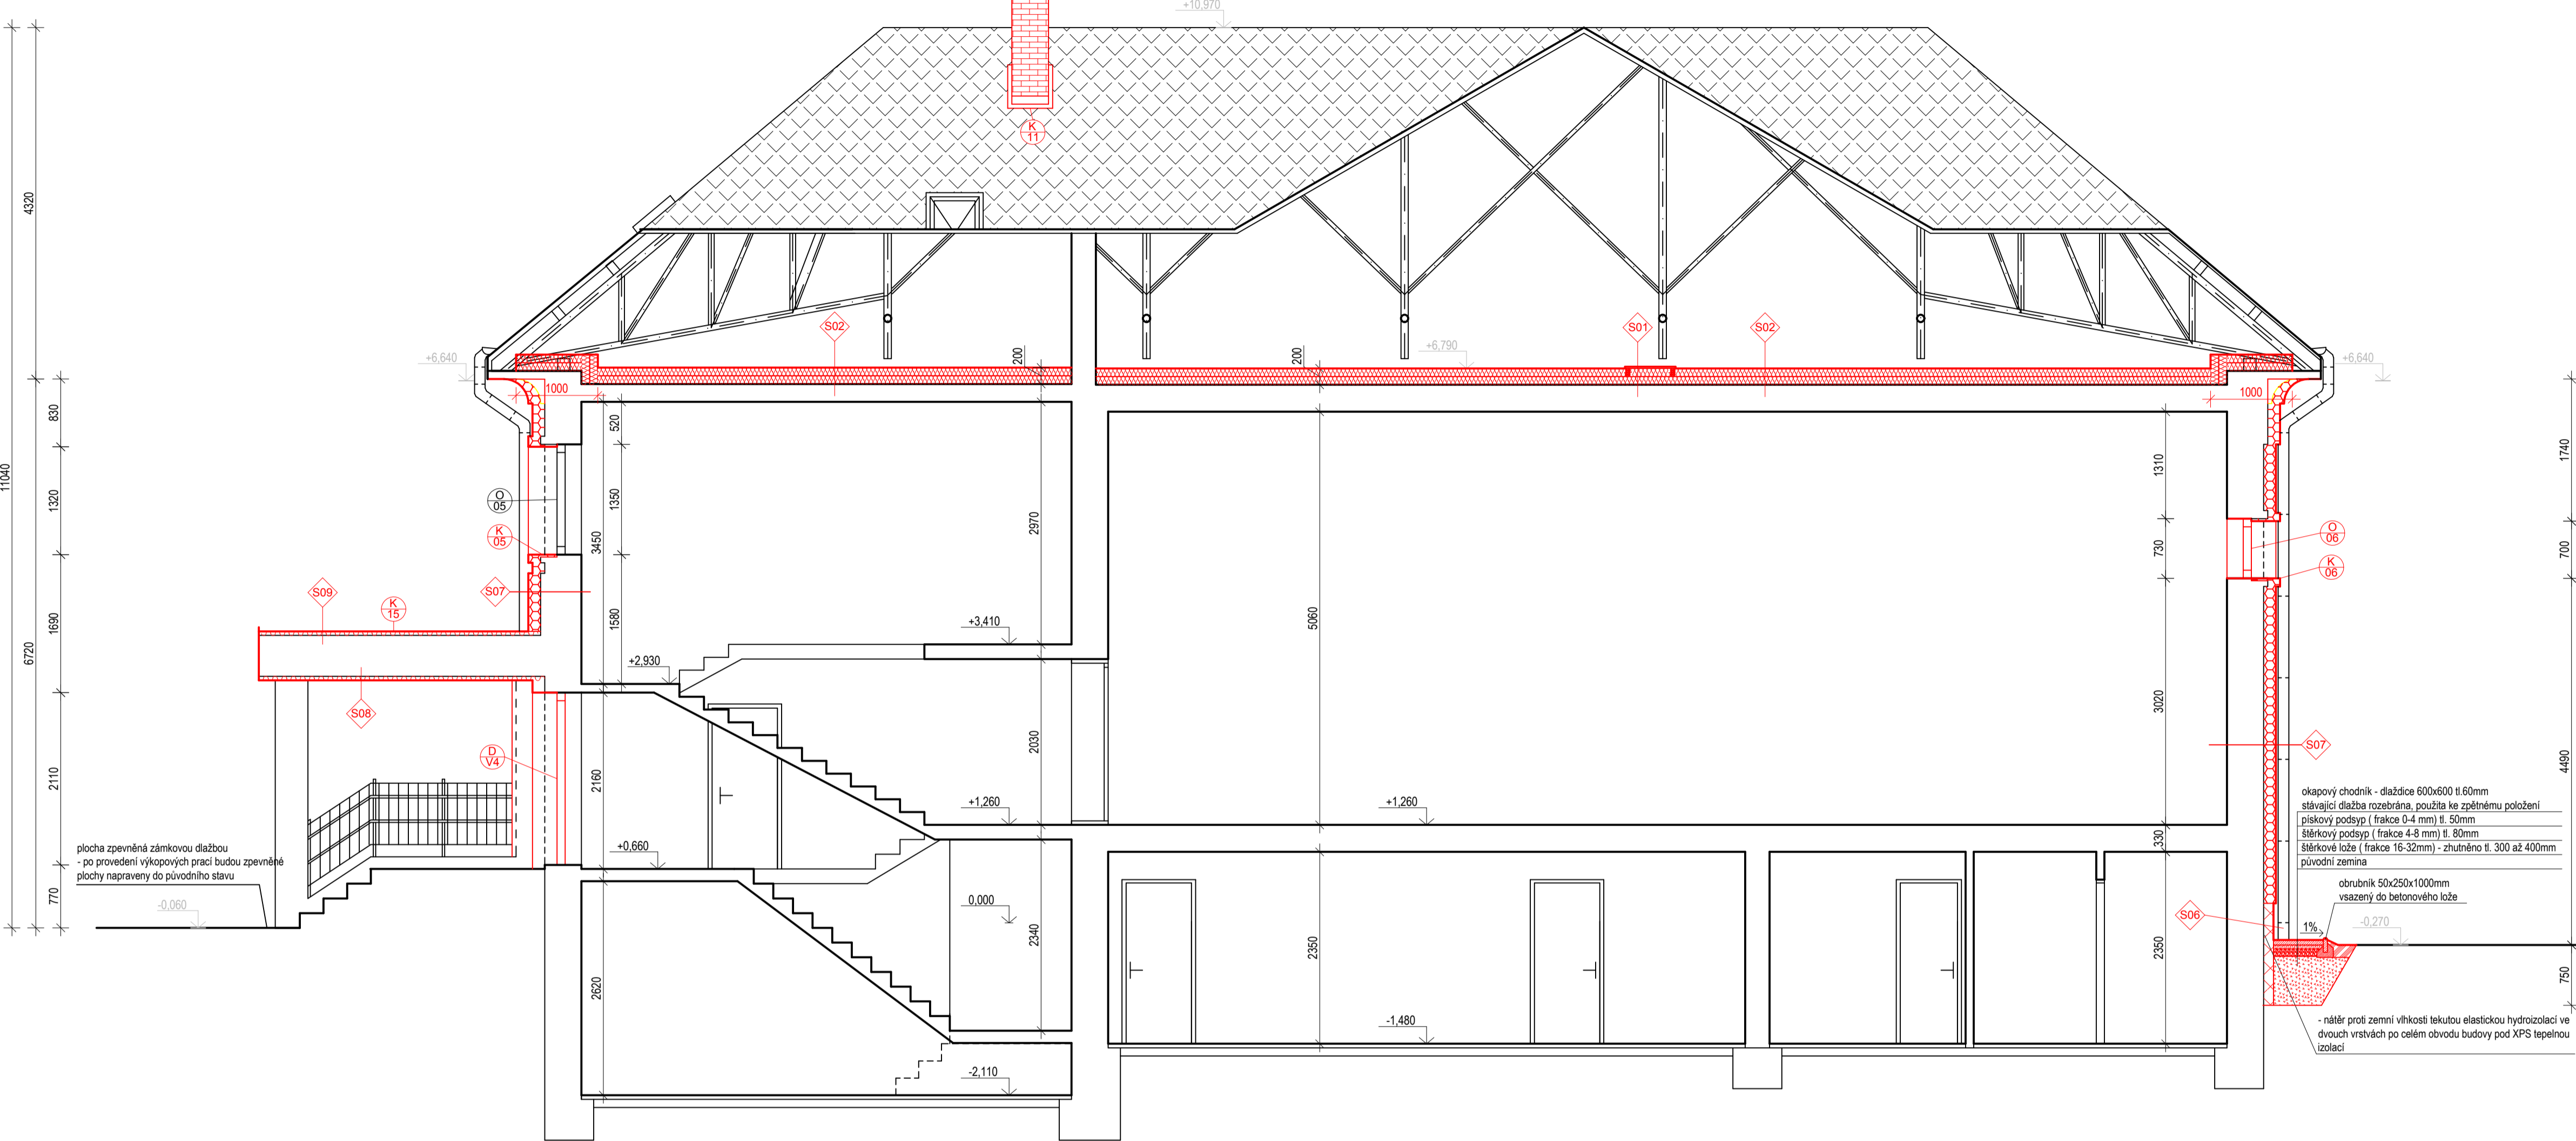 +10,970
K
11
4320
11040
6720
830
1320
1690
2110
770
+6,640
1000
S02
200
200
S01
S02
+6,790
+6,640
1000
520
1350
3450
1580
2970
5060
1310
730
3020
1740
700
4490
750
O
05
K
05
S07
S09
K
15
S08
D
V4
O
06
K
06
S07
S06
+3,410
+2,930
2030
2160
+1,260
+1,260
+0,660
330
0,000
2340
2350
2350
2620
-1,480
-2,110
plocha zpevněná zámkovou dlažbou
- po provedení výkopových praci budou zpevněné
plochy napraveny do původního stavu
-0,060
okapový chodník - dlaždice 600x600 tl.60mm
stávající dlažba rozebrána, použita ke zpětnému položení
pískový podsyp ( frakce 0-4 mm) tl. 50mm
štěrkový podsyp ( frakce 4-8 mm) tl. 80mm
štěrkové lože ( frakce 16-32mm) - zhutněno tl. 300 až 400mm
původní zemina
obrubník 50x250x1000mm
vsazený do betonového lože
1%
-0,270
- nátěr proti zemní vlhkosti tekutou elastickou hydroizolací ve
dvouch vrstvách po celém obvodu budovy pod XPS tepelnou
izolací